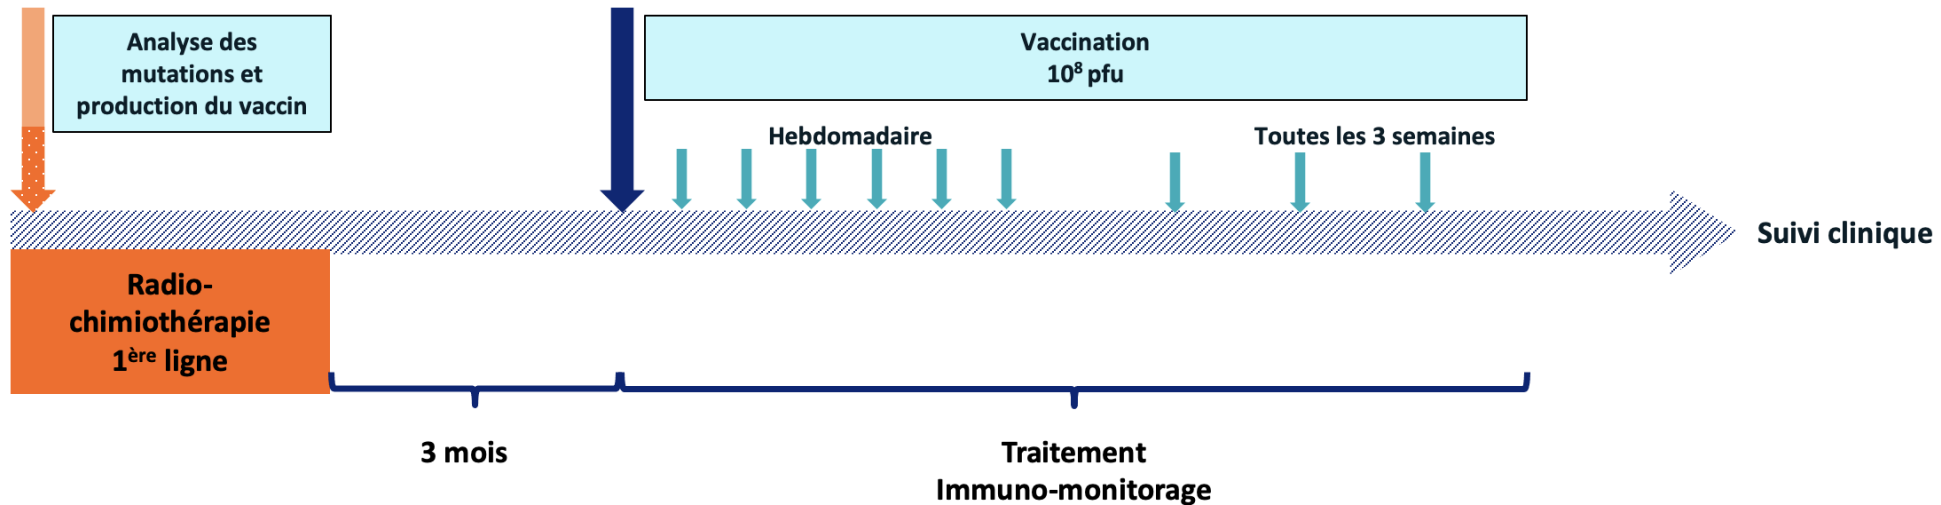 Analyse des
mutations et
production du vaccin
Vaccination
10⁸ pfu
Hebdomadaire
Toutes les 3 semaines
Suivi clinique
Radio-
chimiothérapie
1ère ligne
3 mois
Traitement
Immuno-monitorage